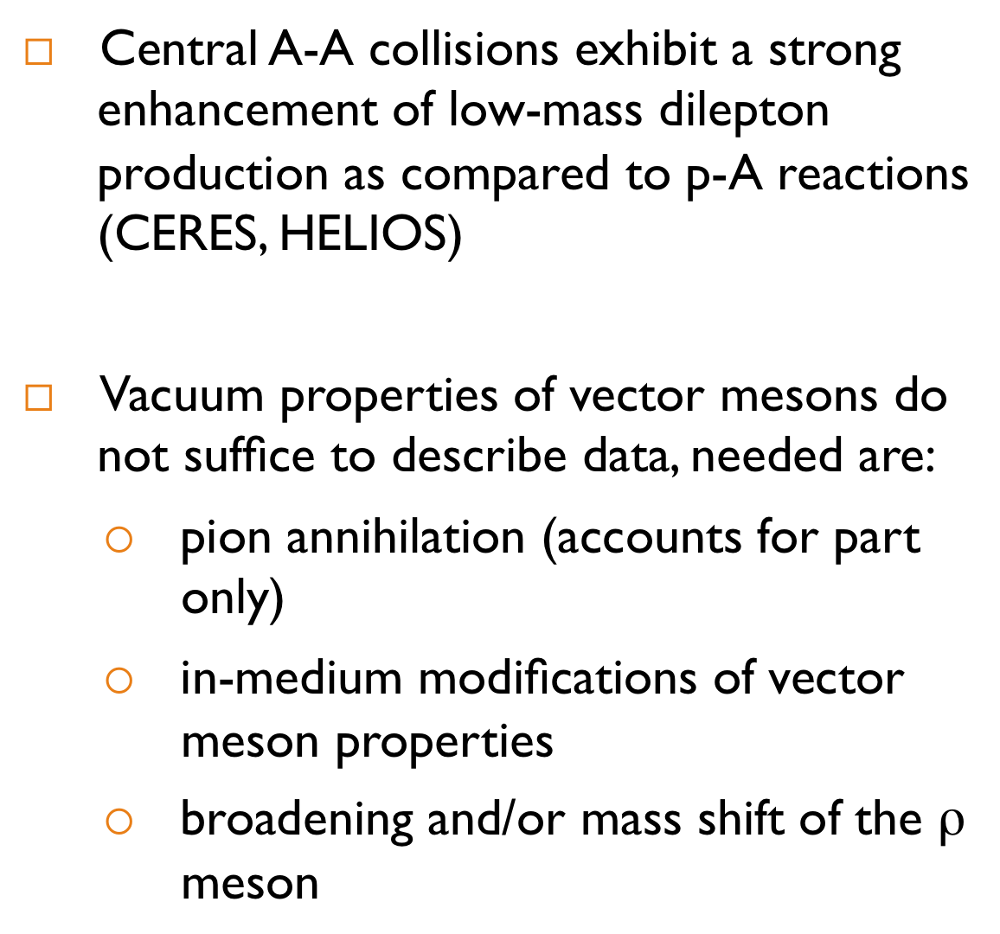 Central A-A collisions exhibit a strong
enhancement of low-mass dilepton
production as compared to p-A reactions
(CERES, HELIOS)
Vacuum properties of vector mesons do
not suffice to describe data, needed are:
pion annihilation (accounts for part
only)
in-medium modifications of vector
meson properties
broadening and/or mass shift of the ρ
meson